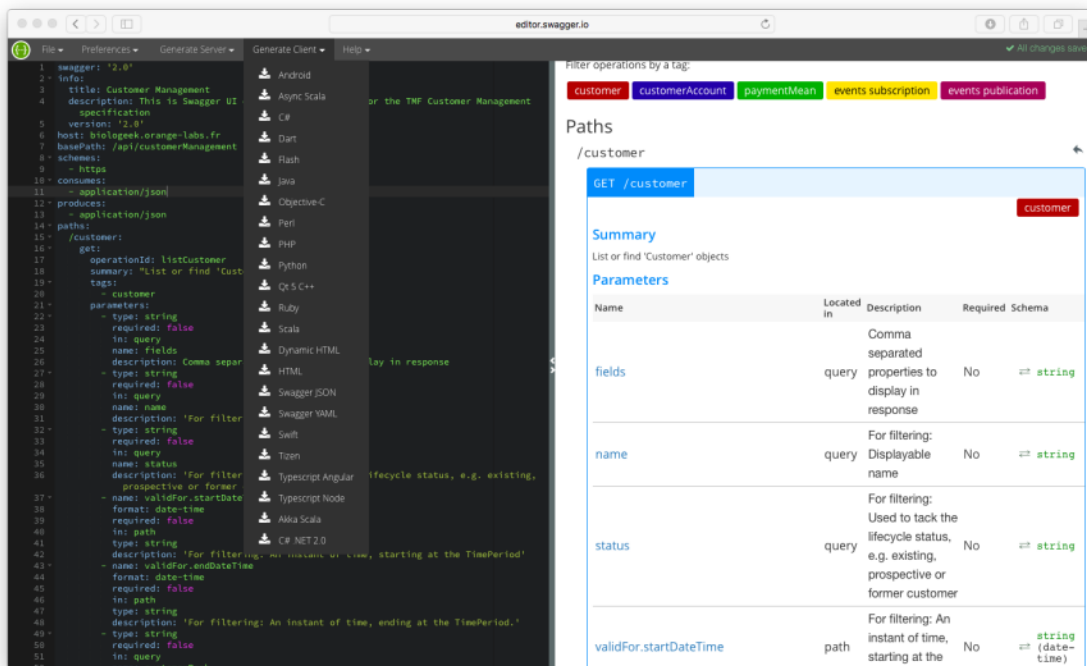 editor.swagger.io
File
Preferences
Generate Server
Generate Client
Help
All changes save
1 swagger: '2.0'
2 info:
3 title: Customer Management
4 description: This is Swagger UI or the TMF Customer Management
specification
5 version: '2.0'
6 host: biologeek.orange-labs.fr
7 basePath: /api/customerManagement
8 schemes:
9 - https
10 consumes:
11 - application/json
12 produces:
13 - application/json
14 paths:
15 /customer:
16 get:
17 operationId: listCustomer
18 summary: "List or find 'Cust
19 tags:
20 - customer
21 parameters:
22 - type: string
23 required: false
24 in: query
25 name: fields
26 description: Comma separ lay in response
27 - type: string
28 required: false
29 in: query
30 name: name
31 description: 'For filter
32 - type: string
33 required: false
34 in: query
35 name: status
36 description: 'For filter ifecycle status, e.g. existing,
prospective or former
37 - name: validFor.startDateT
38 format: date-time
39 required: false
40 in: path
41 type: string
42 description: 'For filtering: An instant of time, starting at the TimePeriod'
43 - name: validFor.endDateTime
44 format: date-time
45 required: false
46 in: path
47 type: string
48 description: 'For filtering: An instant of time, ending at the TimePeriod.'
49 - type: string
50 required: false
51 in: query
Android
Async Scala
C#
Dart
Flash
Java
Objective-C
Perl
PHP
Python
Qt 5 C++
Ruby
Scala
Dynamic HTML
HTML
Swagger JSON
Swagger YAML
Swift
Tizen
Typescript Angular
Typescript Node
Akka Scala
C# .NET 2.0
Filter operations by a tag:
customer customerAccount paymentMean events subscription events publication
Paths
/customer
GET /customer
customer
Summary
List or find 'Customer' objects
Parameters
Name Located in Description Required Schema
fields query Comma separated properties to display in response No string
name query For filtering: Displayable name No string
status query For filtering: Used to tack the lifecycle status, e.g. existing, prospective or former customer No string
validFor.startDateTime path For filtering: An instant of time, starting at the No string (date-time)